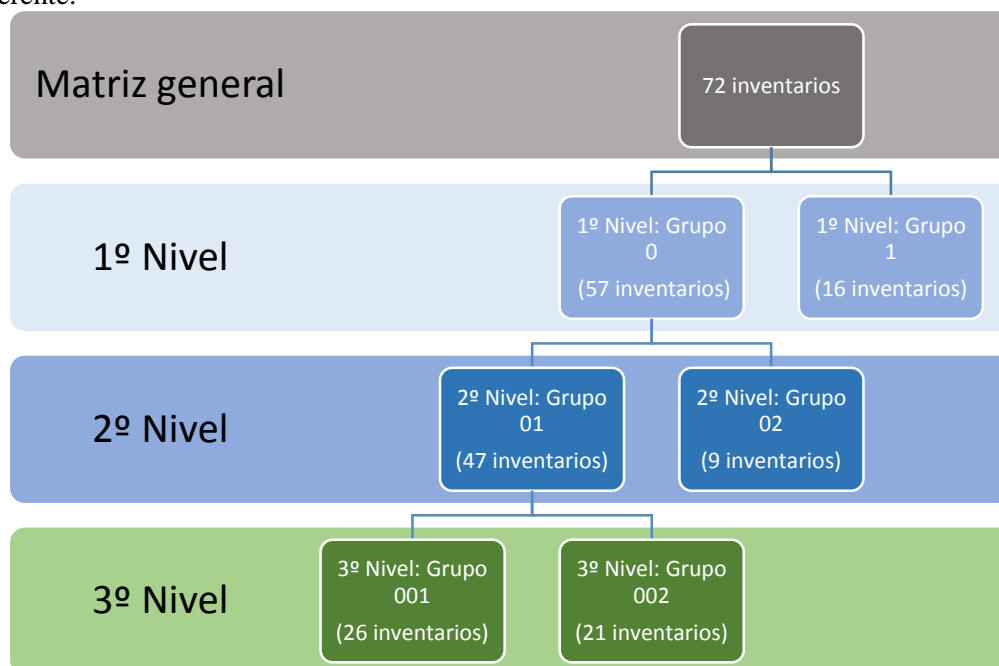 Matriz general
72 inventarios
1º Nivel
1º Nivel: Grupo
0
(57 inventarios)
1º Nivel: Grupo
1
(16 inventarios)
2º Nivel
2º Nivel: Grupo
01
(47 inventarios)
2º Nivel: Grupo
02
(9 inventarios)
3º Nivel
3º Nivel: Grupo
001
(26 inventarios)
3º Nivel: Grupo
002
(21 inventarios)